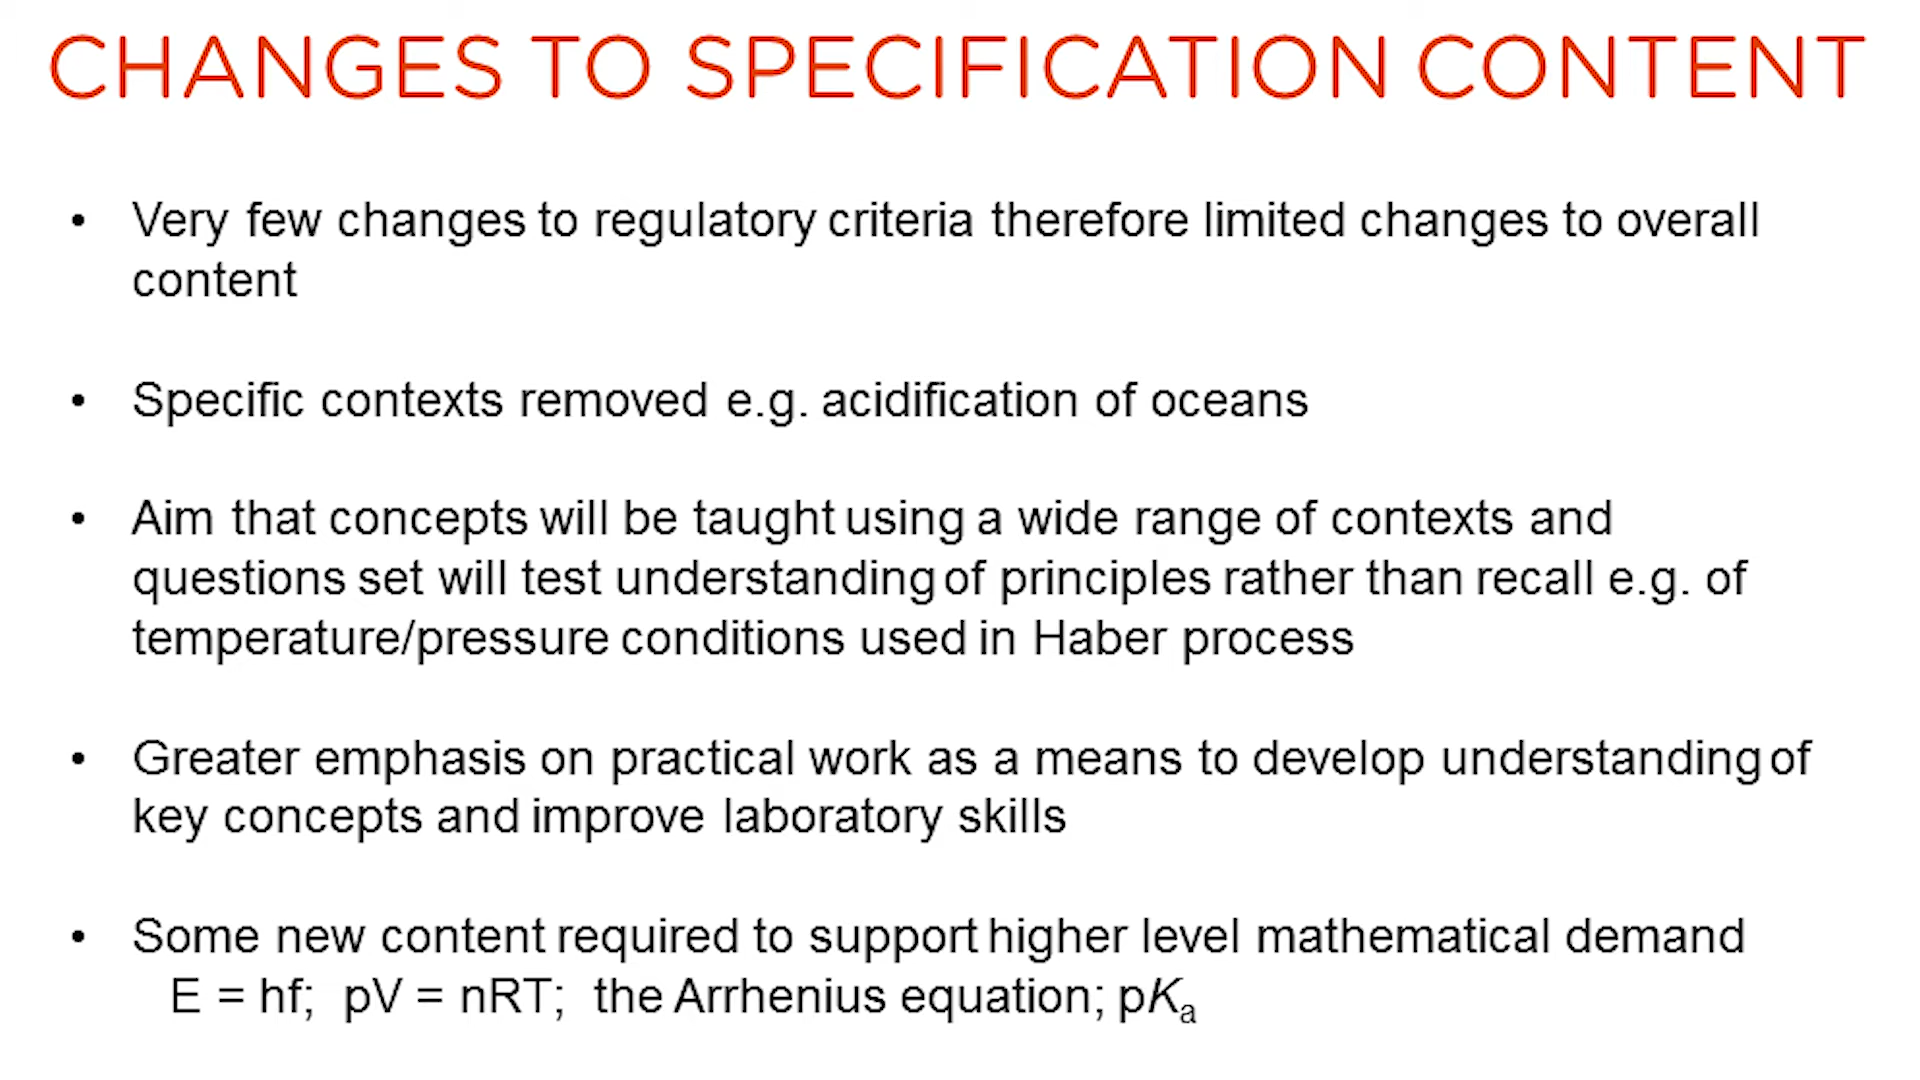 CHANGES TO SPECIFICATION CONTENT
• Very few changes to regulatory criteria therefore limited changes to overall
content
• Specific contexts removed e.g. acidification of oceans
• Aim that concepts will be taught using a wide range of contexts and
questions set will test understanding of principles rather than recall e.g. of
temperature/pressure conditions used in Haber process
• Greater emphasis on practical work as a means to develop understanding of
key concepts and improve laboratory skills
• Some new content required to support higher level mathematical demand
E = hf; pV = nRT; the Arrhenius equation; pKₐ